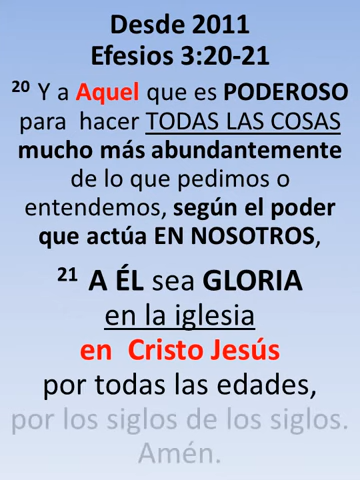 Desde 2011
Efesios 3:20-21
20 Y a Aquel que es PODEROSO
para hacer TODAS LAS COSAS
mucho más abundantemente
de lo que pedimos o
entendemos, según el poder
que actúa EN NOSOTROS,
21 A ÉL sea GLORIA
en la iglesia
en Cristo Jesús
por todas las edades,
por los siglos de los siglos.
Amén.